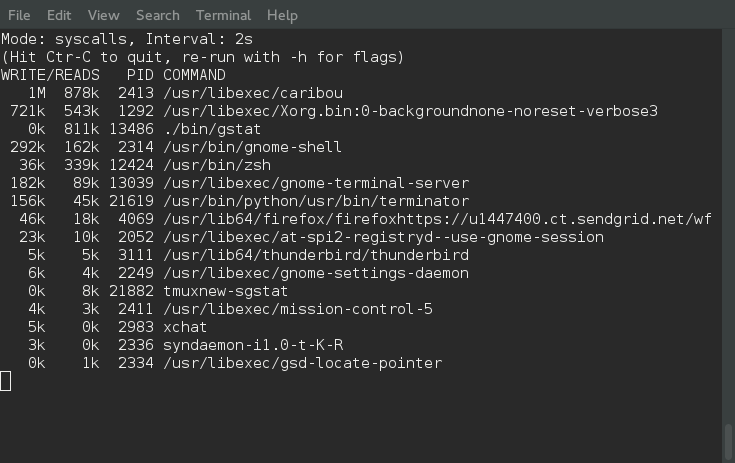 File Edit View Search Terminal Help
Mode: syscalls, Interval: 2s
(Hit Ctrl-C to quit, re-run with -h for flags)
WRITE/READS   PID COMMAND
   1M  878k  2413 /usr/libexec/caribou
 721k  543k  1292 /usr/libexec/Xorg.bin:0-backgroundnone-noreset-verbose3
   0k  811k 13486 ./bin/gstat
 292k  162k  2314 /usr/bin/gnome-shell
  36k  339k 12424 /usr/bin/zsh
 182k   89k 13039 /usr/libexec/gnome-terminal-server
 156k   45k 21619 /usr/bin/python/usr/bin/terminator
  46k   18k  4069 /usr/lib64/firefox/firefoxhttps://u1447400.ct.sendgrid.net/wf
  23k   10k  2052 /usr/libexec/at-spi2-registryd--use-gnome-session
   5k    5k  3111 /usr/lib64/thunderbird/thunderbird
   6k    4k  2249 /usr/libexec/gnome-settings-daemon
   0k    8k 21882 tmuxnew-sgstat
   4k    3k  2411 /usr/libexec/mission-control-5
   5k    0k  2983 xchat
   3k    0k  2336 syndaemon-i1.0-t-K-R
   0k    1k  2334 /usr/libexec/gsd-locate-pointer